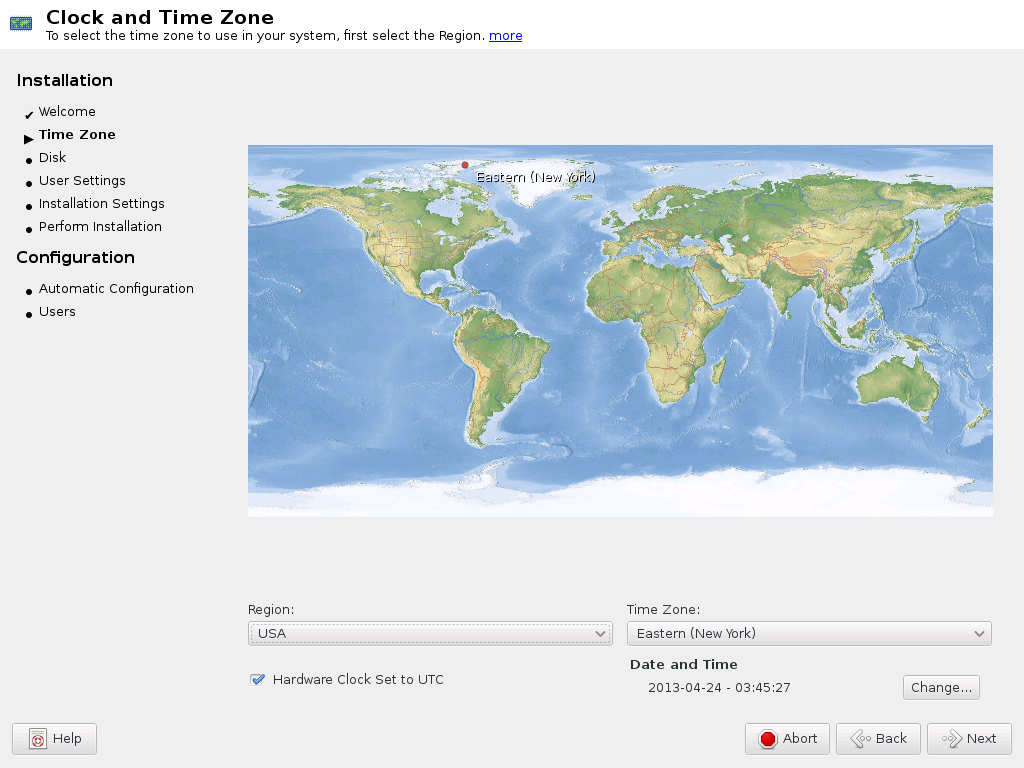 Clock and Time Zone
To select the time zone to use in your system, first select the Region. more
Installation
Welcome
Time Zone
Disk
User Settings
Installation Settings
Perform Installation
Configuration
Automatic Configuration
Users
Eastern (New York)
Region:
USA
Time Zone:
Eastern (New York)
Hardware Clock Set to UTC
Date and Time
2013-04-24 - 03:45:27
Change...
Help
Abort
Back
Next